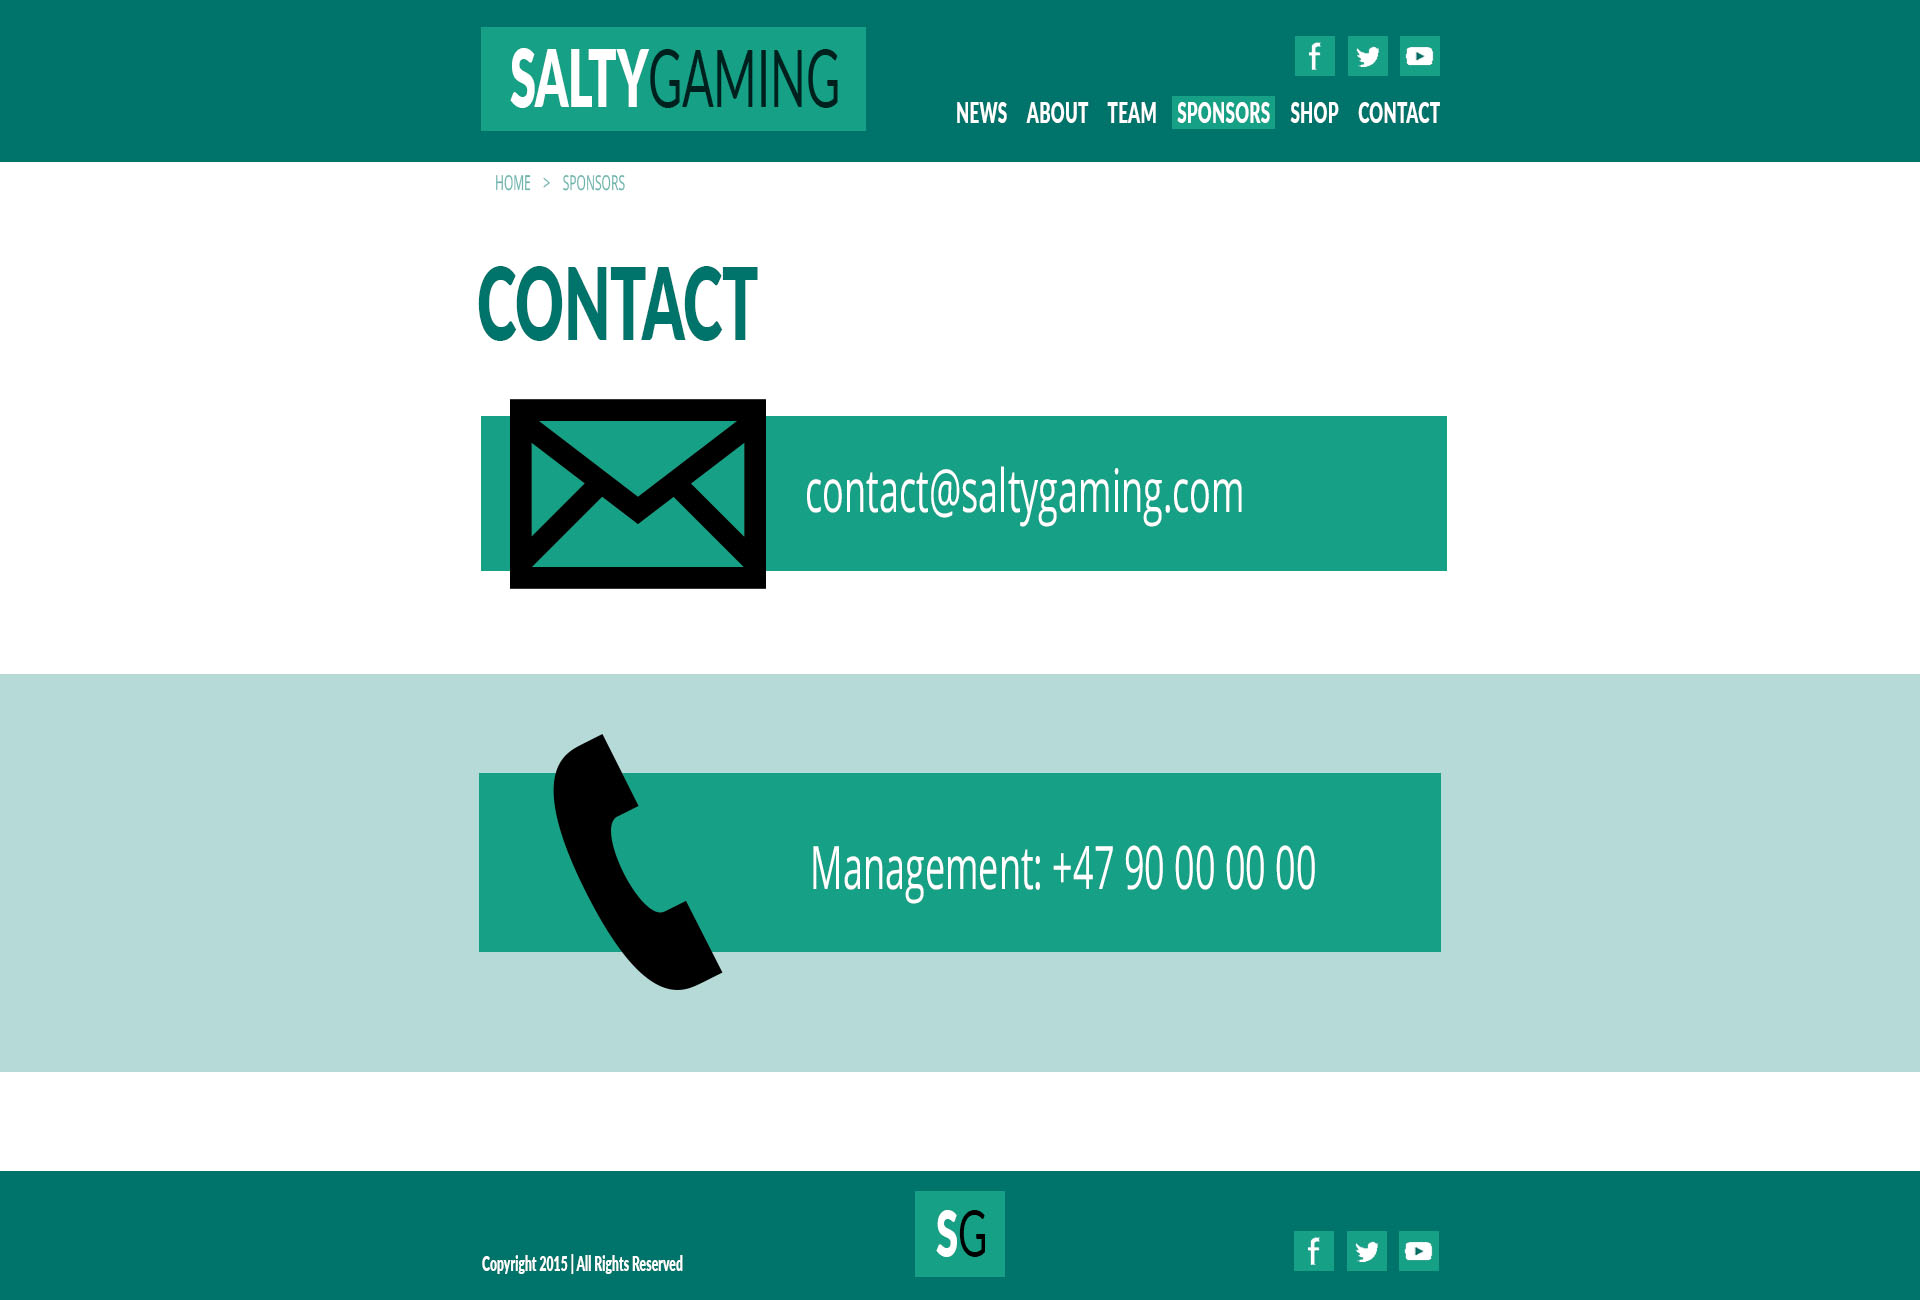 SALTYGAMING
NEWS ABOUT TEAM SPONSORS SHOP CONTACT
HOME > SPONSORS
CONTACT
contact@saltygaming.com
Management: +47 90 00 00 00
SG
Copyright 2015 | All Rights Reserved